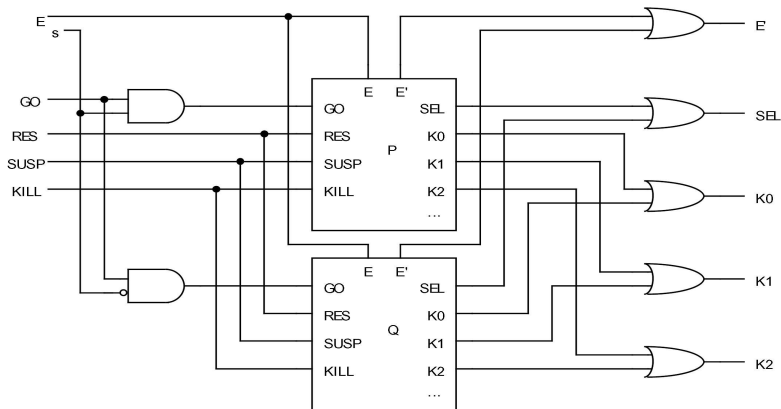 E
s
E'
GO
E E'
GO
SEL
SEL
RES
RES
K0
P
SUSP
SUSP
K1
KILL
KILL
K2
K0
...
E E'
GO
SEL
K1
RES
K0
Q
SUSP
K1
KILL
K2
K2
...